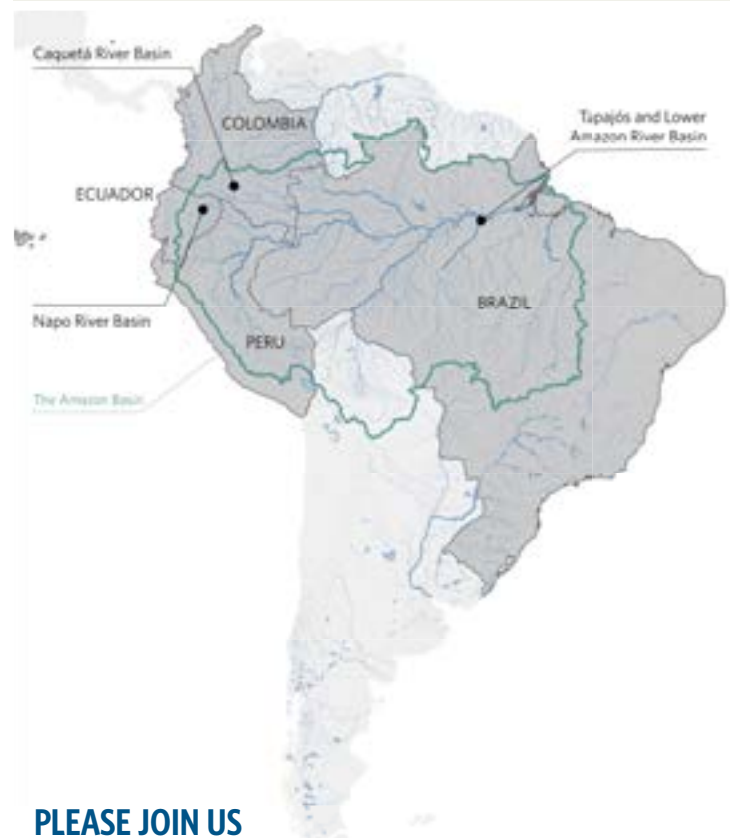 Caquetá River Basin
COLOMBIA
Tapajós and Lower
Amazon River Basin
ECUADOR
Napo River Basin
PERU
BRAZIL
The Amazon Basin
PLEASE JOIN US